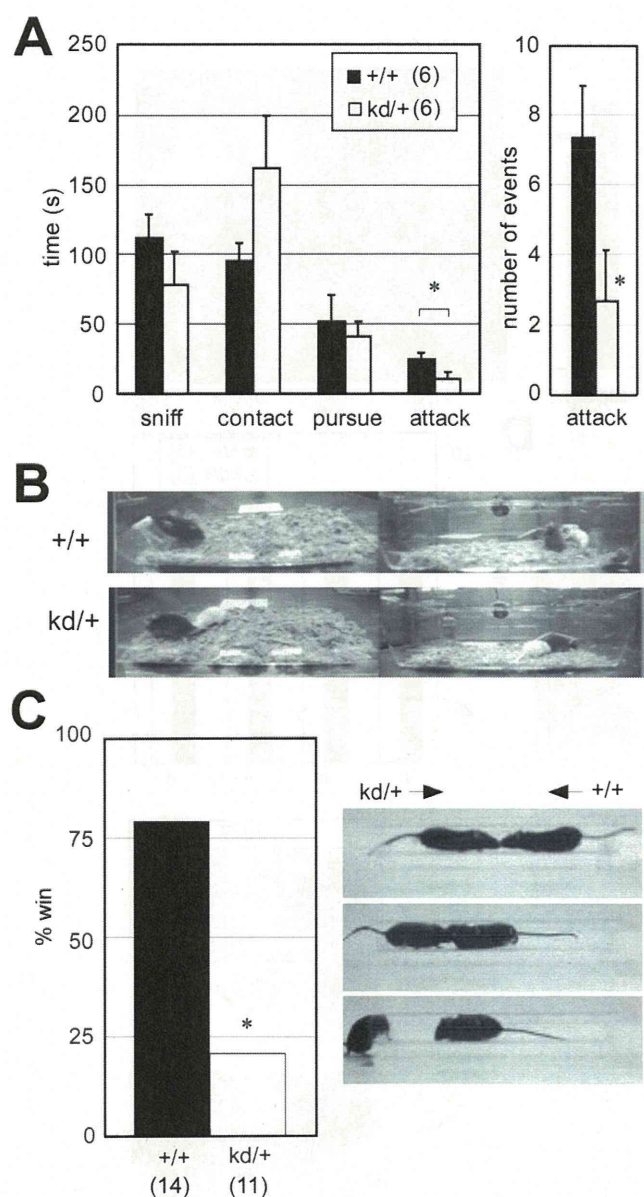 A
250
200
150
100
50
0
time (s)
+/+ (6)
kd/+ (6)
*
sniff contact pursue attack
10
8
6
4
2
0
number of events
*
attack
B
+/+
kd/+
C
100
75
50
25
0
% win
*
+/+ kd/+
(14) (11)
kd/+ +/+